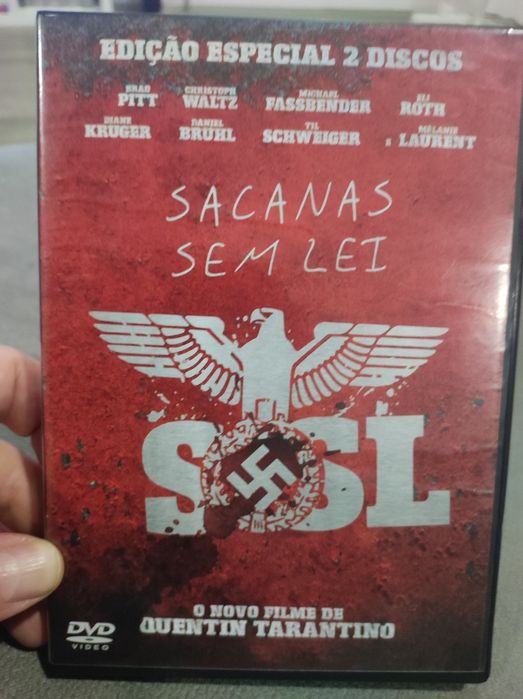 EDIÇÃO ESPECIAL 2 DISCOS
BRAD PITT CHRISTOPH WALTZ MICHAEL FASSBENDER ELI ROTH
DIANE KRUGER DANIEL BRUHL TIL SCHWEIGER E MÉLANIE LAURENT
SACANAS
SEM LEI
SSL
O NOVO FILME DE
QUENTIN TARANTINO
DVD
VIDEO